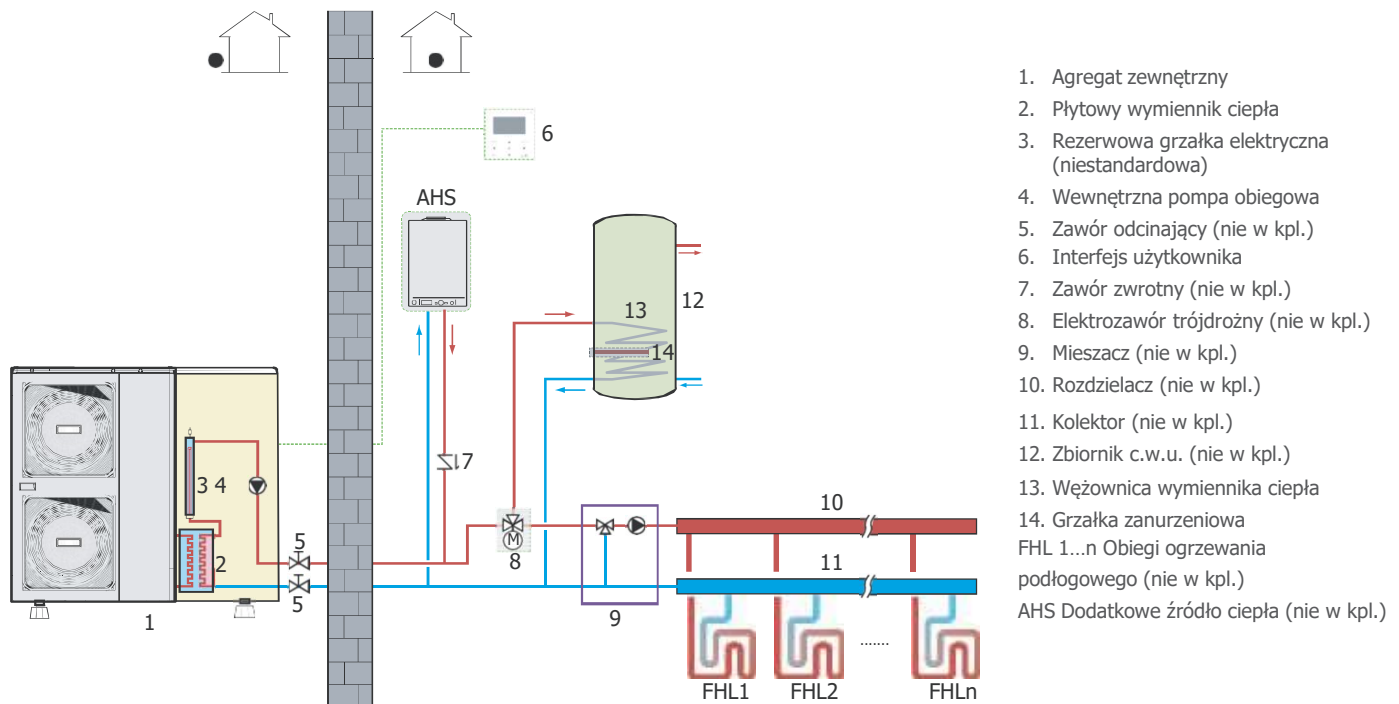 6
AHS
12
13
14
7
3 4
2
5
5
8
10
11
9
1
.......
FHL1
FHL2
FHLn
M
1. Agregat zewnętrzny
2. Płytowy wymiennik ciepła
3. Rezerwowa grzałka elektryczna
(niestandardowa)
4. Wewnętrzna pompa obiegowa
5. Zawór odcinający (nie w kpl.)
6. Interfejs użytkownika
7. Zawór zwrotny (nie w kpl.)
8. Elektrozawór trójdrożny (nie w kpl.)
9. Mieszacz (nie w kpl.)
10. Rozdzielacz (nie w kpl.)
11. Kolektor (nie w kpl.)
12. Zbiornik c.w.u. (nie w kpl.)
13. Wężownica wymiennika ciepła
14. Grzałka zanurzeniowa
FHL 1...n Obiegi ogrzewania
podłogowego (nie w kpl.)
AHS Dodatkowe źródło ciepła (nie w kpl.)